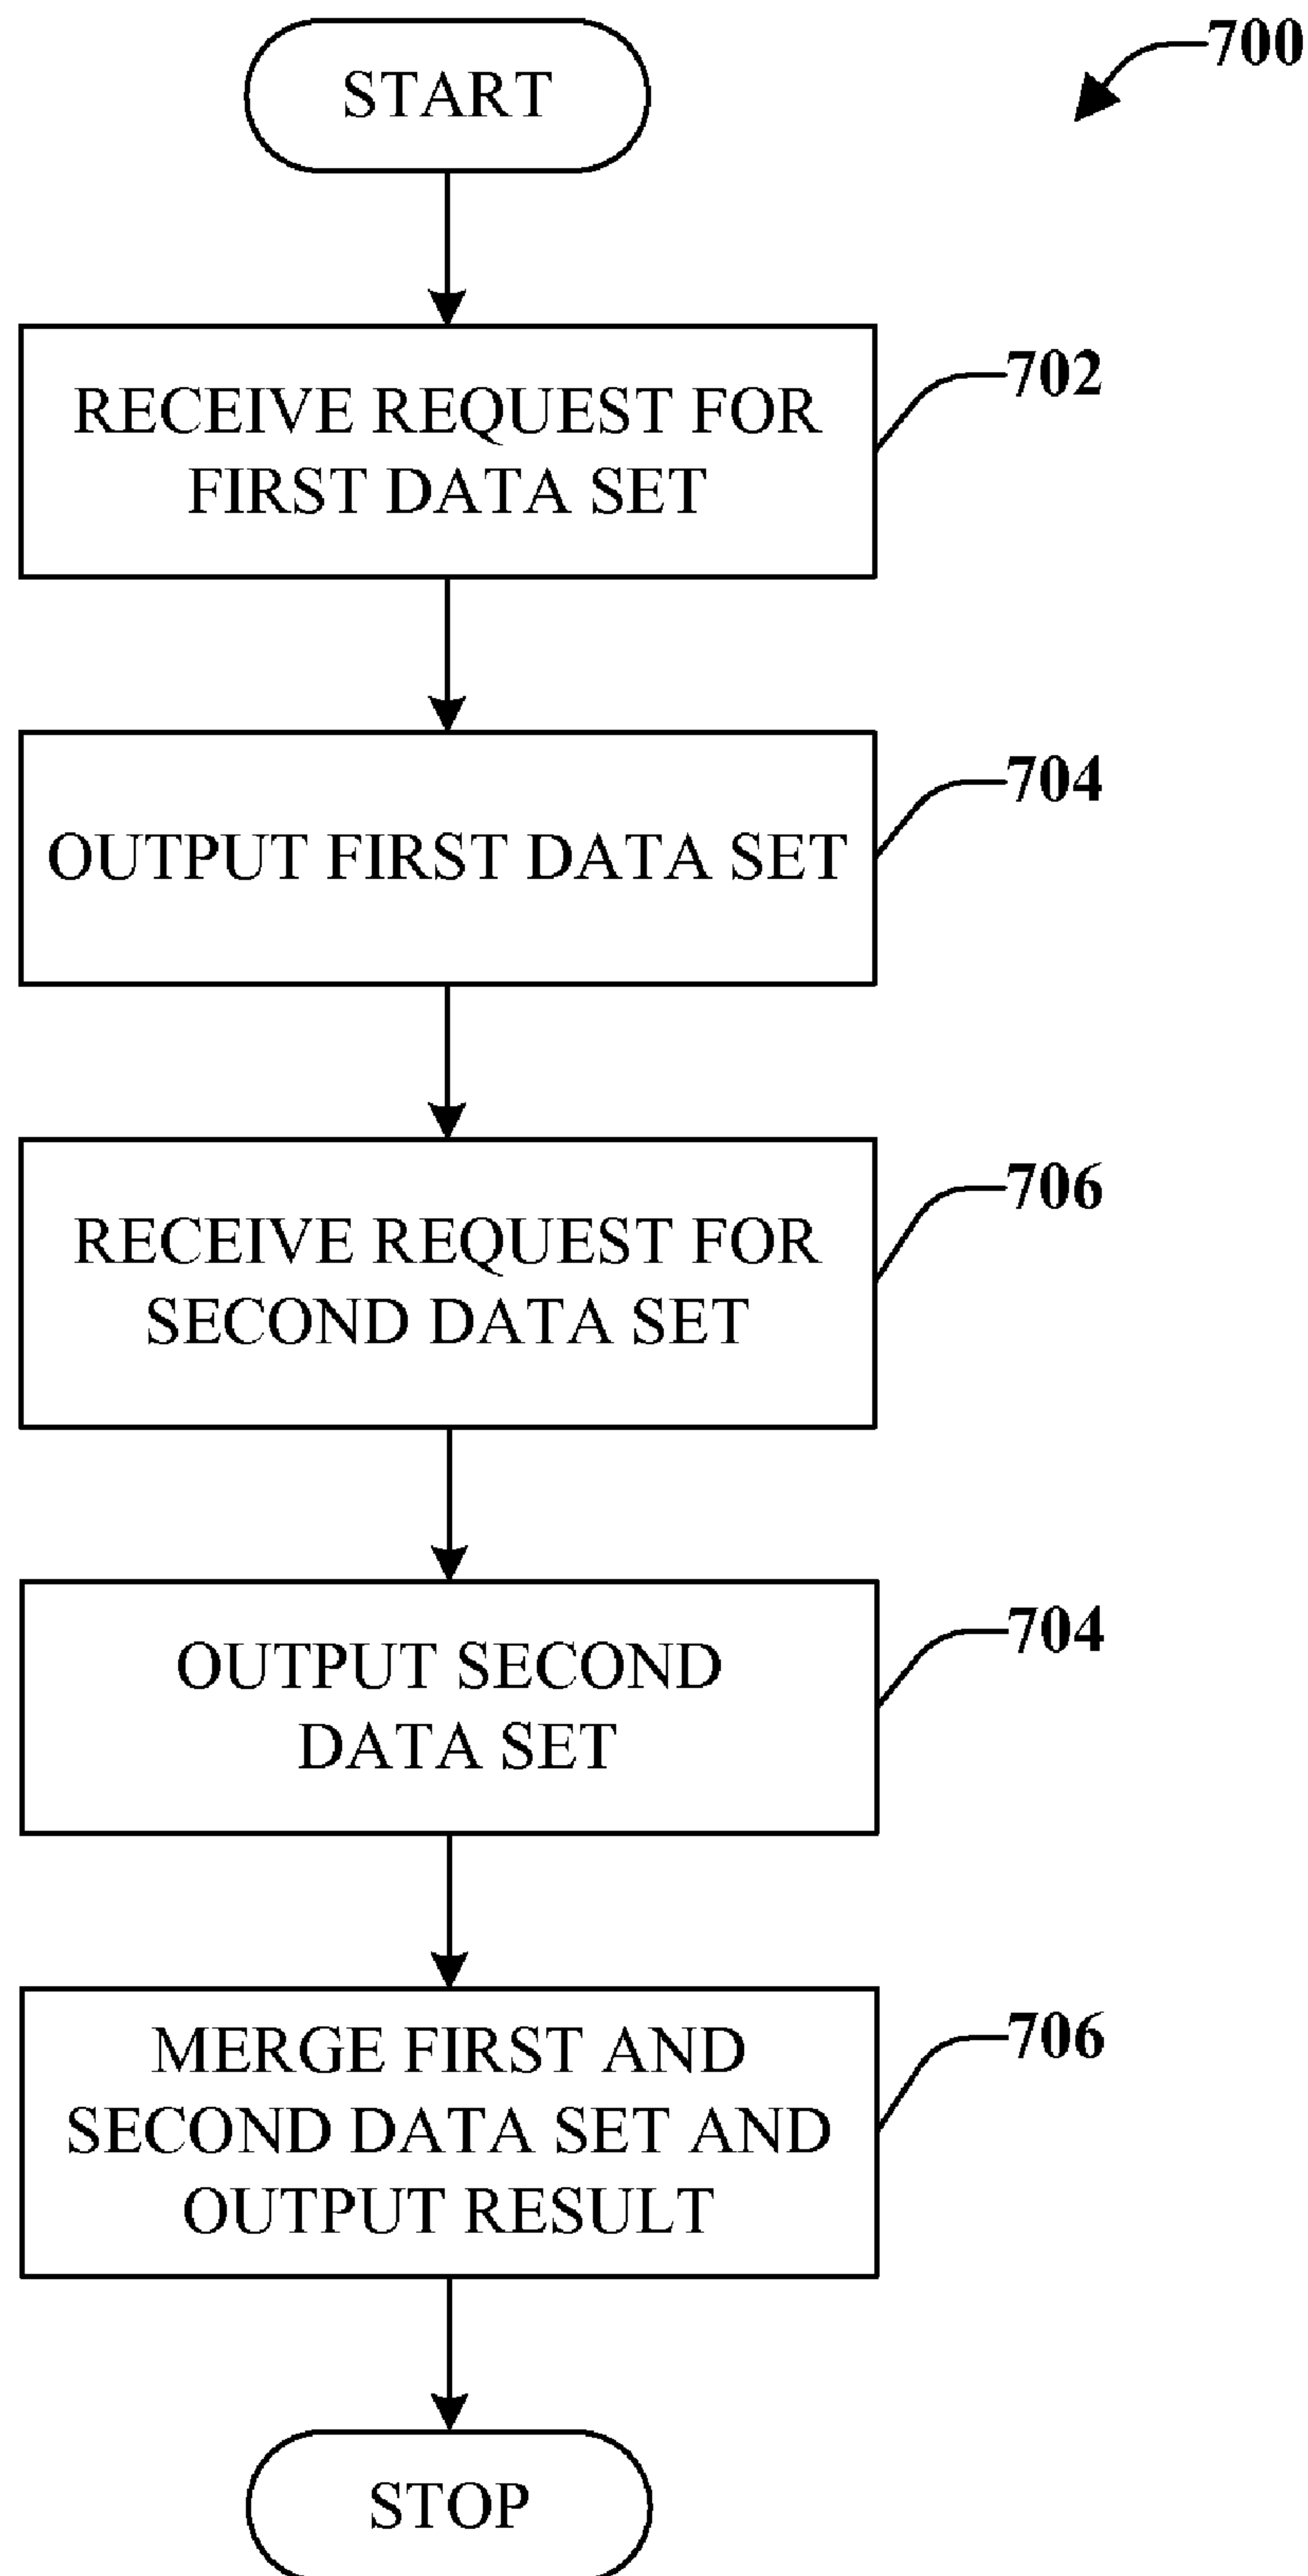 START
700
RECEIVE REQUEST FOR
FIRST DATA SET
702
OUTPUT FIRST DATA SET
704
RECEIVE REQUEST FOR
SECOND DATA SET
706
OUTPUT SECOND
DATA SET
704
MERGE FIRST AND
SECOND DATA SET AND
OUTPUT RESULT
706
STOP